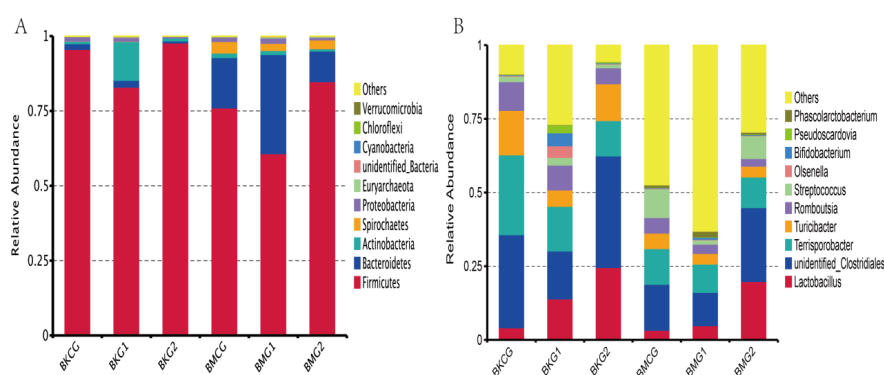 A
Relative Abundance
1
0.75
0.5
0.25
0
BKCG
BKG1
BKG2
BMCG
BMG1
BMG2
Others
Verrucomicrobia
Chloroflexi
Cyanobacteria
unidentified_Bacteria
Euryarchaeota
Proteobacteria
Spirochaetes
Actinobacteria
Bacteroidetes
Firmicutes
B
Relative Abundance
1
0.75
0.5
0.25
0
BKCG
BKG1
BKG2
BMCG
BMG1
BMG2
Others
Phascolarctobacterium
Pseudoscardovia
Bifidobacterium
Olsenella
Streptococcus
Romboutsia
Turicibacter
Terrisporobacter
unidentified_Clostridiales
Lactobacillus